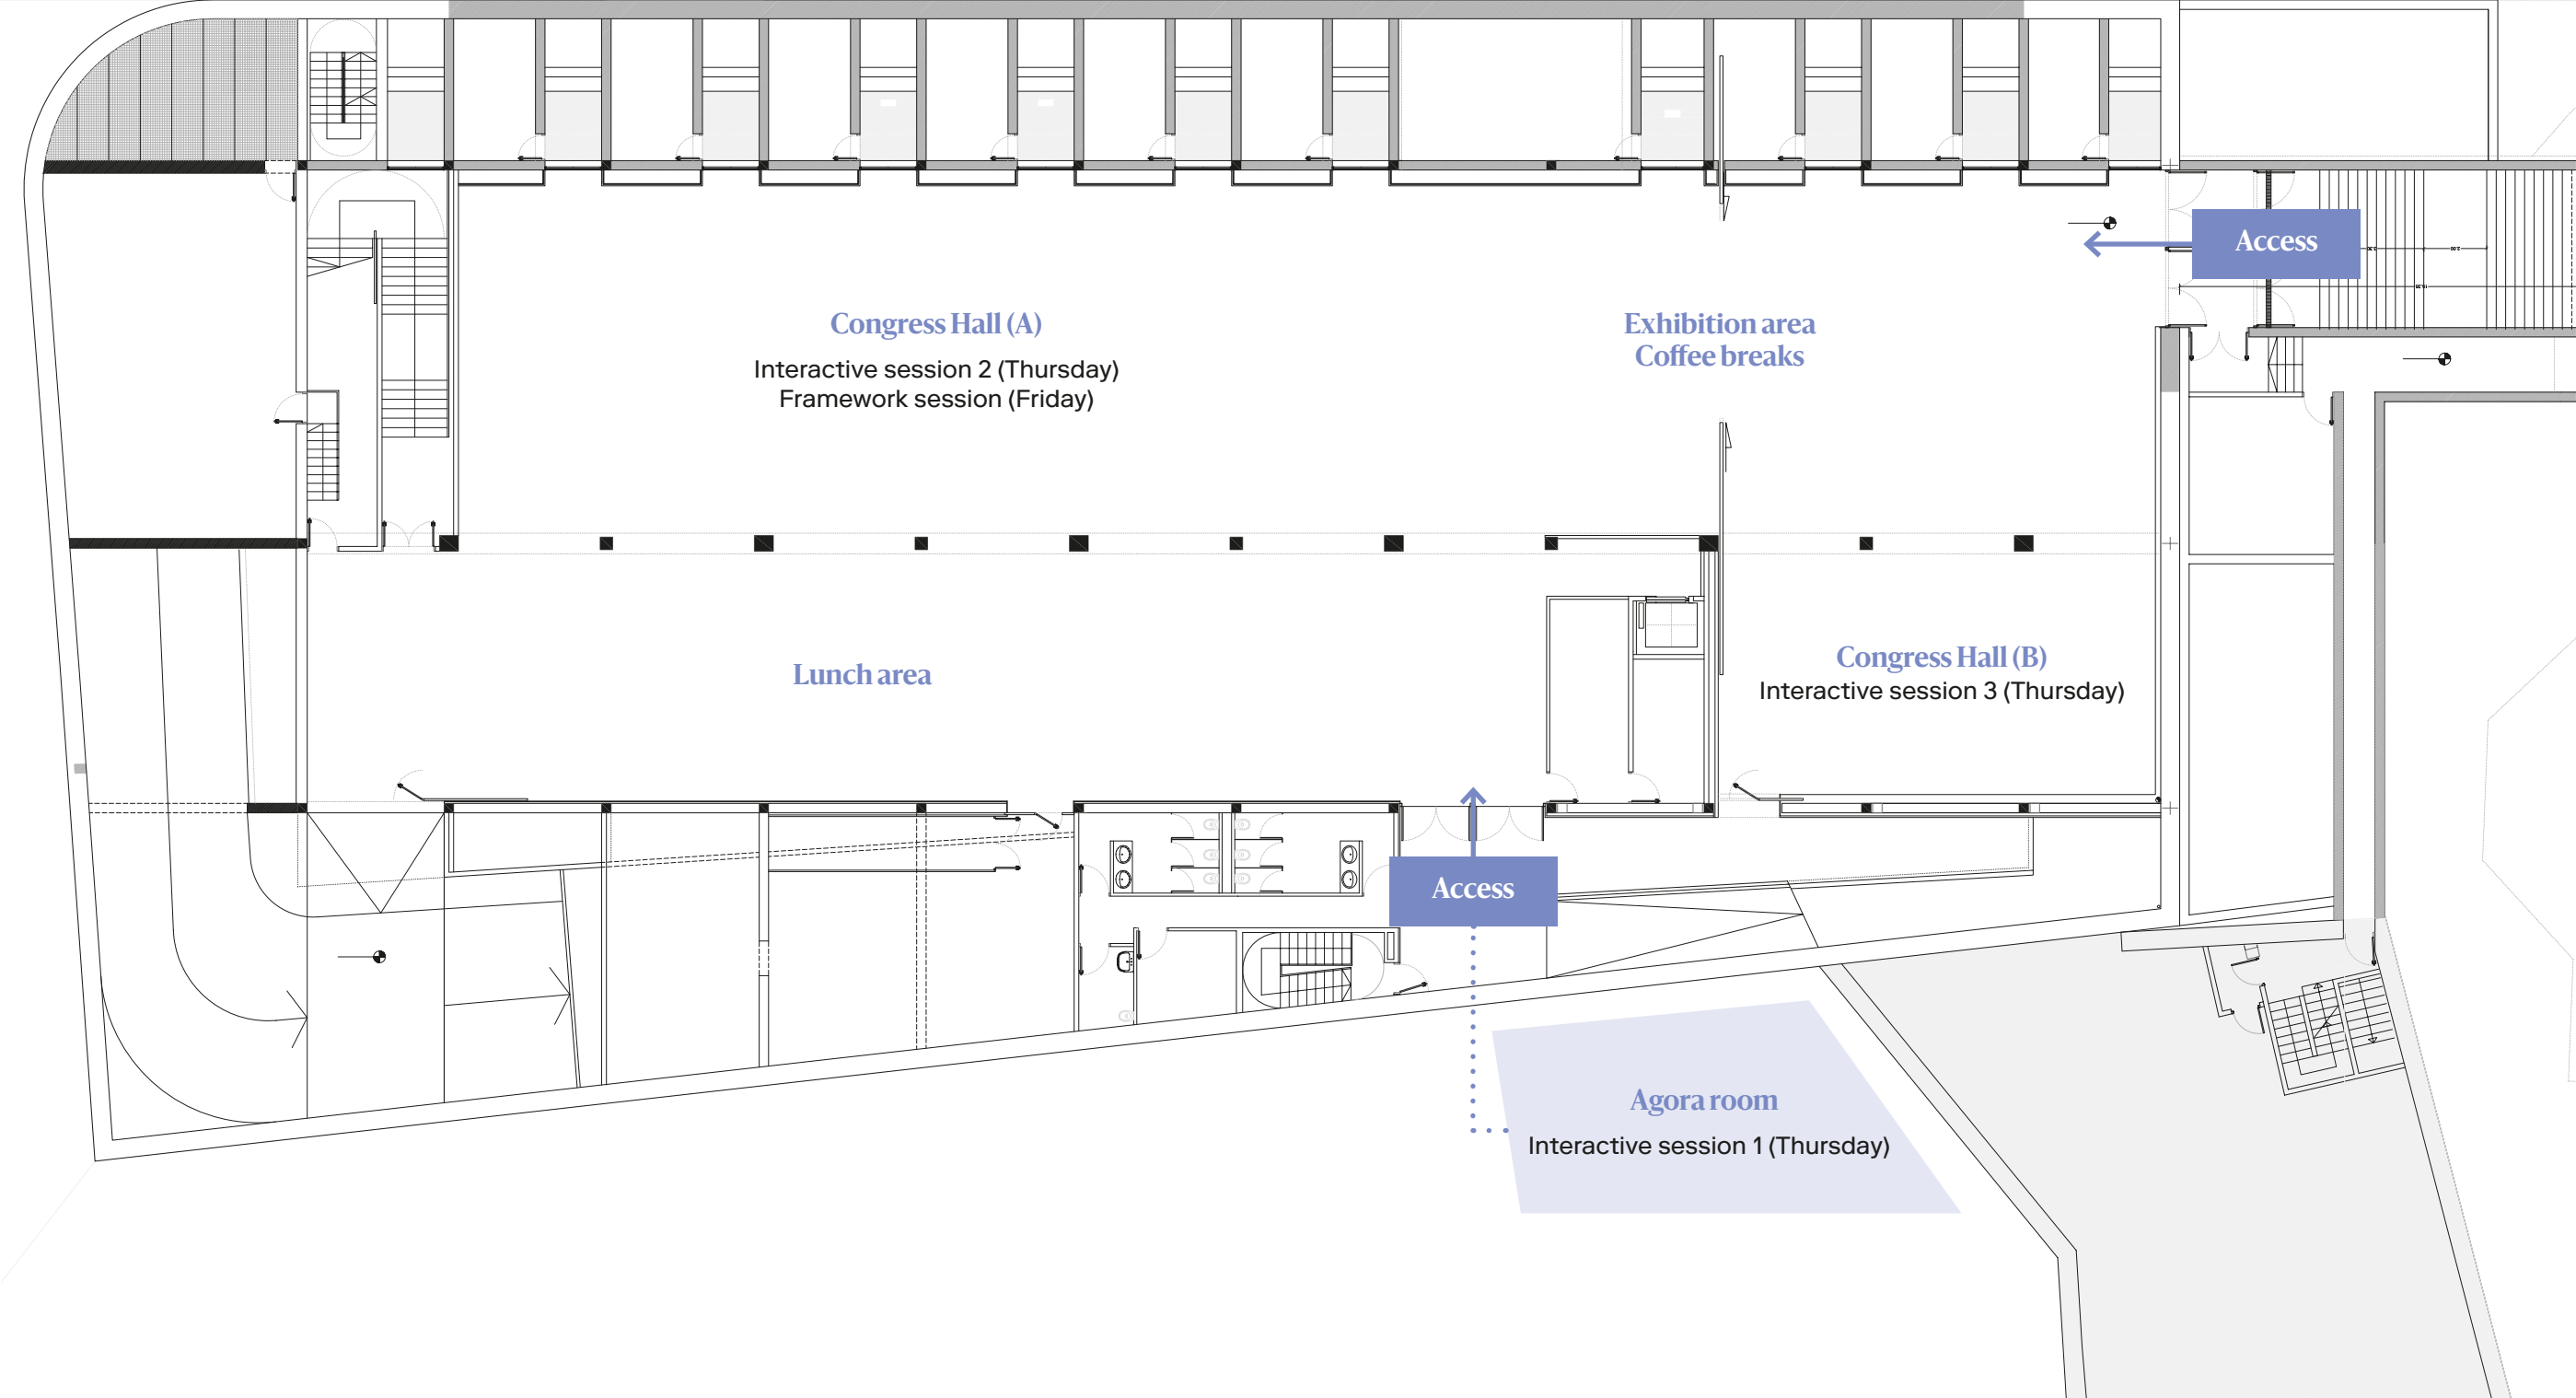 Access
Congress Hall (A)
Interactive session 2 (Thursday)
Framework session (Friday)
Exhibition area
Coffee breaks
Lunch area
Congress Hall (B)
Interactive session 3 (Thursday)
Access
Agora room
Interactive session 1 (Thursday)